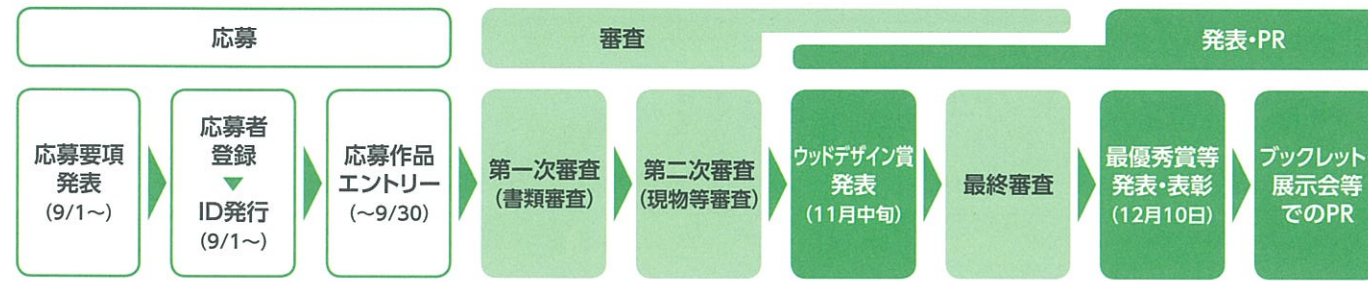 応募
審査
発表・PR
応募要項
発表
(9/1〜)
応募者
登録
▼
ID発行
(9/1〜)
応募作品
エントリー
(〜9/30)
第一次審査
(書類審査)
第二次審査
(現物等審査)
ウッドデザイン賞
発表
(11月中旬)
最終審査
最優秀賞等
発表・表彰
(12月10日)
ブックレット
展示会等
でのPR